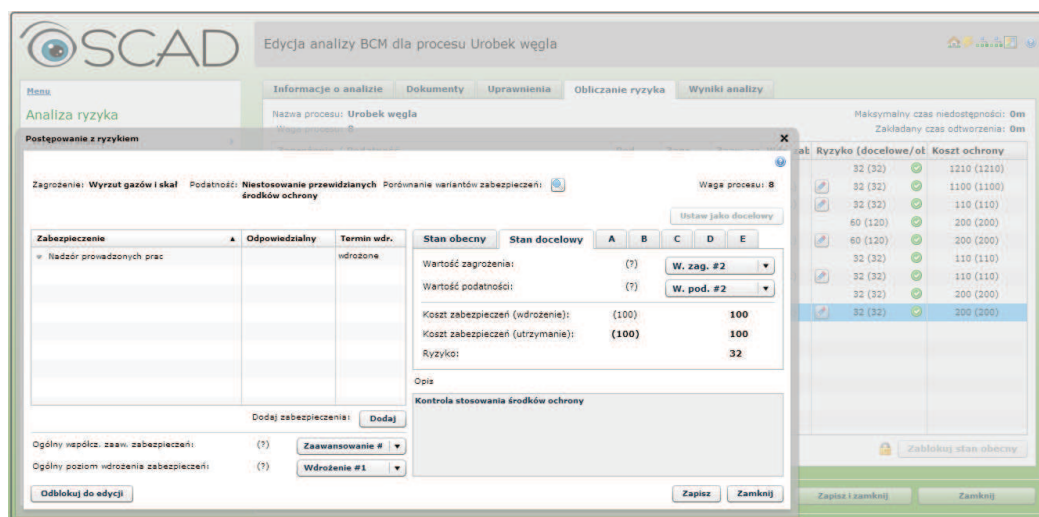 OSCAD
Edycja analizy BCM dla procesu Urobek węgla
Menu
Analiza ryzyka
Informacje o analizie Dokumenty Uprawnienia Obliczanie ryzyka Wyniki analizy
Nazwa procesu: Urobek węgla
Maksymalny czas niedostępności: 0m
Waga procesu: 8
Zakładany czas odtworzenia: 0m
Postępowanie z ryzykiem
Ryzyko (docelowe/ob Koszt ochrony
32 (32) 1210 (1210)
32 (32) 1100 (1100)
32 (32) 110 (110)
60 (120) 200 (200)
60 (120) 200 (200)
32 (32) 110 (110)
32 (32) 110 (110)
32 (32) 200 (200)
32 (32) 200 (200)
Zagrożenie: Wyrzut gazów i skał Podatność: Niestosowanie przewidzianych środków ochrony Porównanie wariantów zabezpieczeń: Waga procesu: 8
Ustaw jako docelowy
Zabezpieczenie Odpowiedzialny Termin wdr.
Nadzór prowadzonych prac wdrożone
Stan obecny Stan docelowy A B C D E
Wartość zagrożenia: (?) W. zag. #2
Wartość podatności: (?) W. pod. #2
Koszt zabezpieczeń (wdrożenie): (100) 100
Koszt zabezpieczeń (utrzymanie): (100) 100
Ryzyko: 32
Opis
Kontrola stosowania środków ochrony
Dodaj zabezpieczenia: Dodaj
Ogólny współcz. zaaw. zabezpieczeń: (?) Zaawansowanie #
Ogólny poziom wdrożenia zabezpieczeń: (?) Wdrożenie #1
Odblokuj do edycji Zapisz Zamknij
Zablokuj stan obecny
Zapisz i zamknij Zamknij